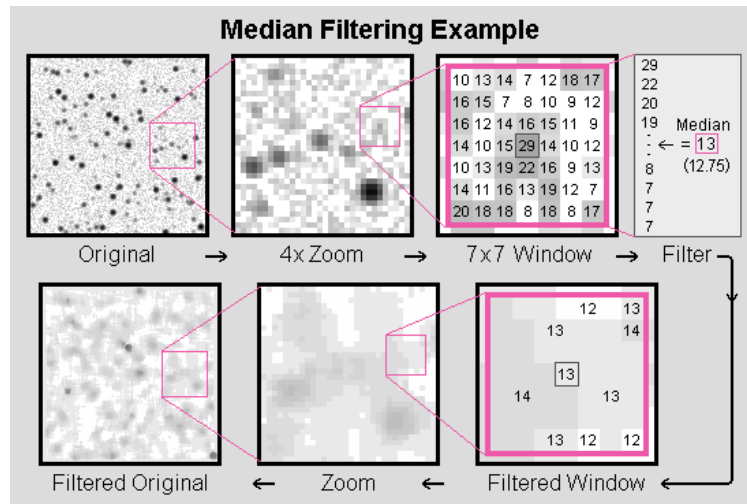 Median Filtering Example
10 13 14 7 12 18 17
16 15 7 8 10 9 12
16 12 14 16 15 11 9
14 10 15 29 14 10 12
10 13 19 22 16 9 13
14 11 16 13 19 12 7
20 18 18 8 18 8 17
29
22
20
19
Median
← = 13
(12.75)
8
7
7
7
Original → 4x Zoom → 7x7 Window → Filter
12 13
13 14
13
14 13
13 12 12
Filtered Original ← Zoom ← Filtered Window